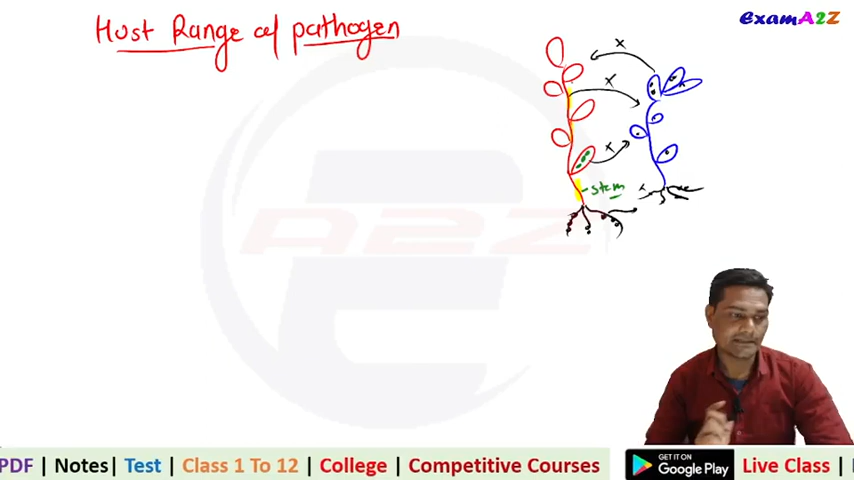 Host Range of pathogen
ExamA2Z
x
x
x
stem
A2Z
PDF | Notes| Test | Class 1 To 12 | College | Competitive Courses
GET IT ON
Google Play
Live Class |